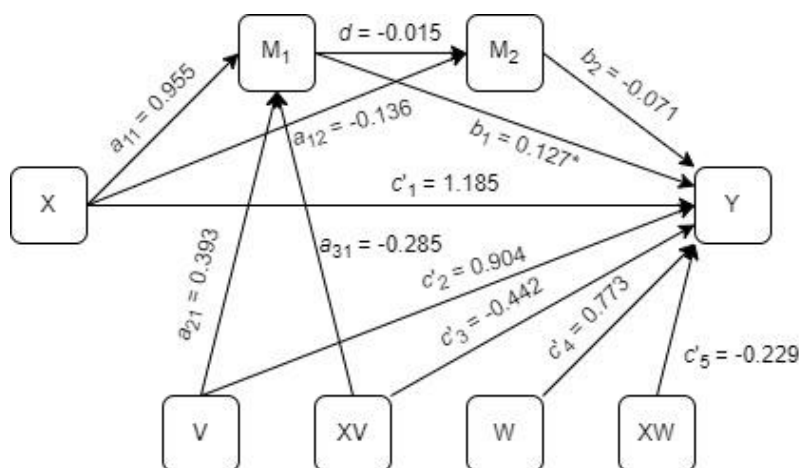 M1
d = -0.015
M2
a11 = 0.955
a12 = -0.136
b2 = -0.071
b1 = 0.127*
X
c'1 = 1.185
Y
a21 = 0.393
a31 = -0.285
c'2 = 0.904
c'3 = -0.442
c'4 = 0.773
c'5 = -0.229
V
XV
W
XW